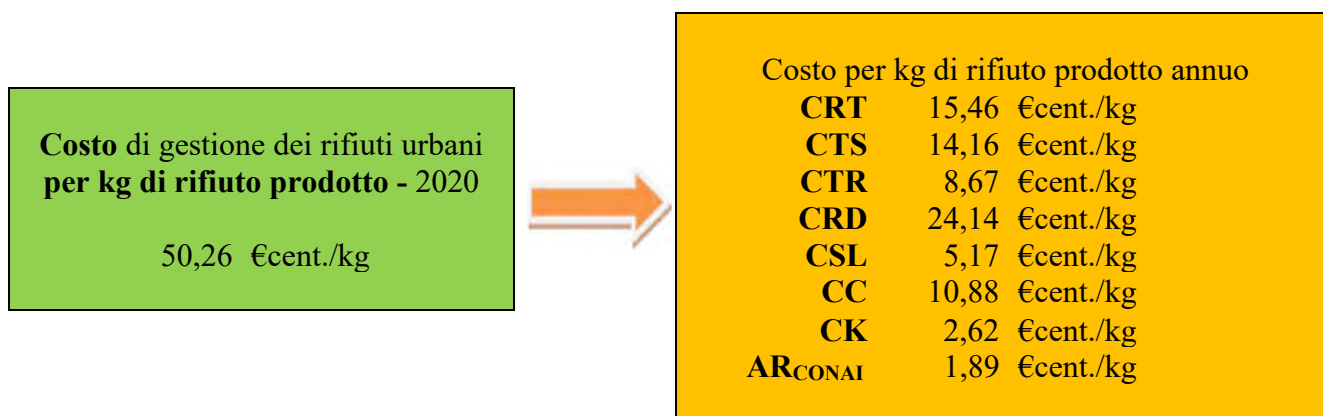 Costo di gestione dei rifiuti urbani
per kg di rifiuto prodotto - 2020
50,26 €cent./kg
Costo per kg di rifiuto prodotto annuo
CRT 15,46 €cent./kg
CTS 14,16 €cent./kg
CTR 8,67 €cent./kg
CRD 24,14 €cent./kg
CSL 5,17 €cent./kg
CC 10,88 €cent./kg
CK 2,62 €cent./kg
ARCONAI 1,89 €cent./kg